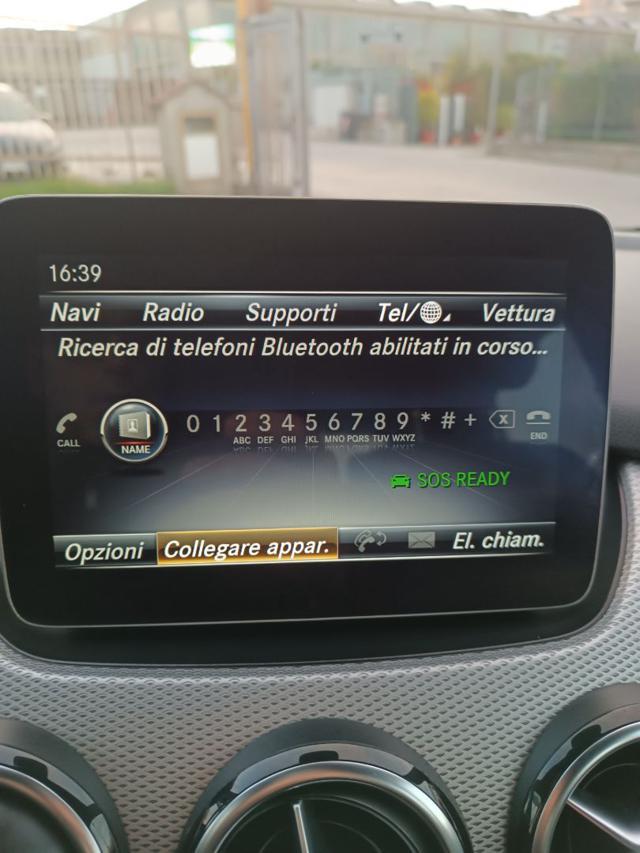 16:39
Navi Radio Supporti Tel/ Vettura
Ricerca di telefoni Bluetooth abilitati in corso...
CALL NAME 0 1 2 3 4 5 6 7 8 9 * # + X END
ABC DEF GHI JKL MNO PQRS TUV WXYZ
SOS READY
Opzioni Collegare appar. El. chiam.